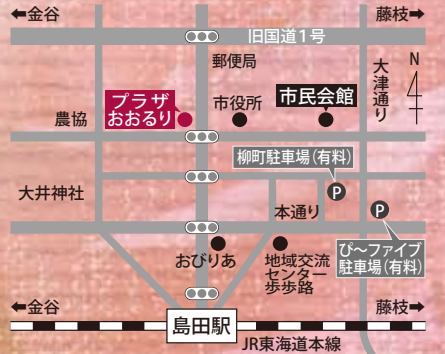 ←金谷
藤枝→
旧国道1号
郵便局
大津通り
N
プラザ
おおるり
市役所
市民会館
農協
柳町駐車場(有料)
P
大井神社
本通り
P
おびりあ
地域交流
センター
歩歩路
ぴ〜ファイブ
駐車場(有料)
←金谷
藤枝→
島田駅
JR東海道本線